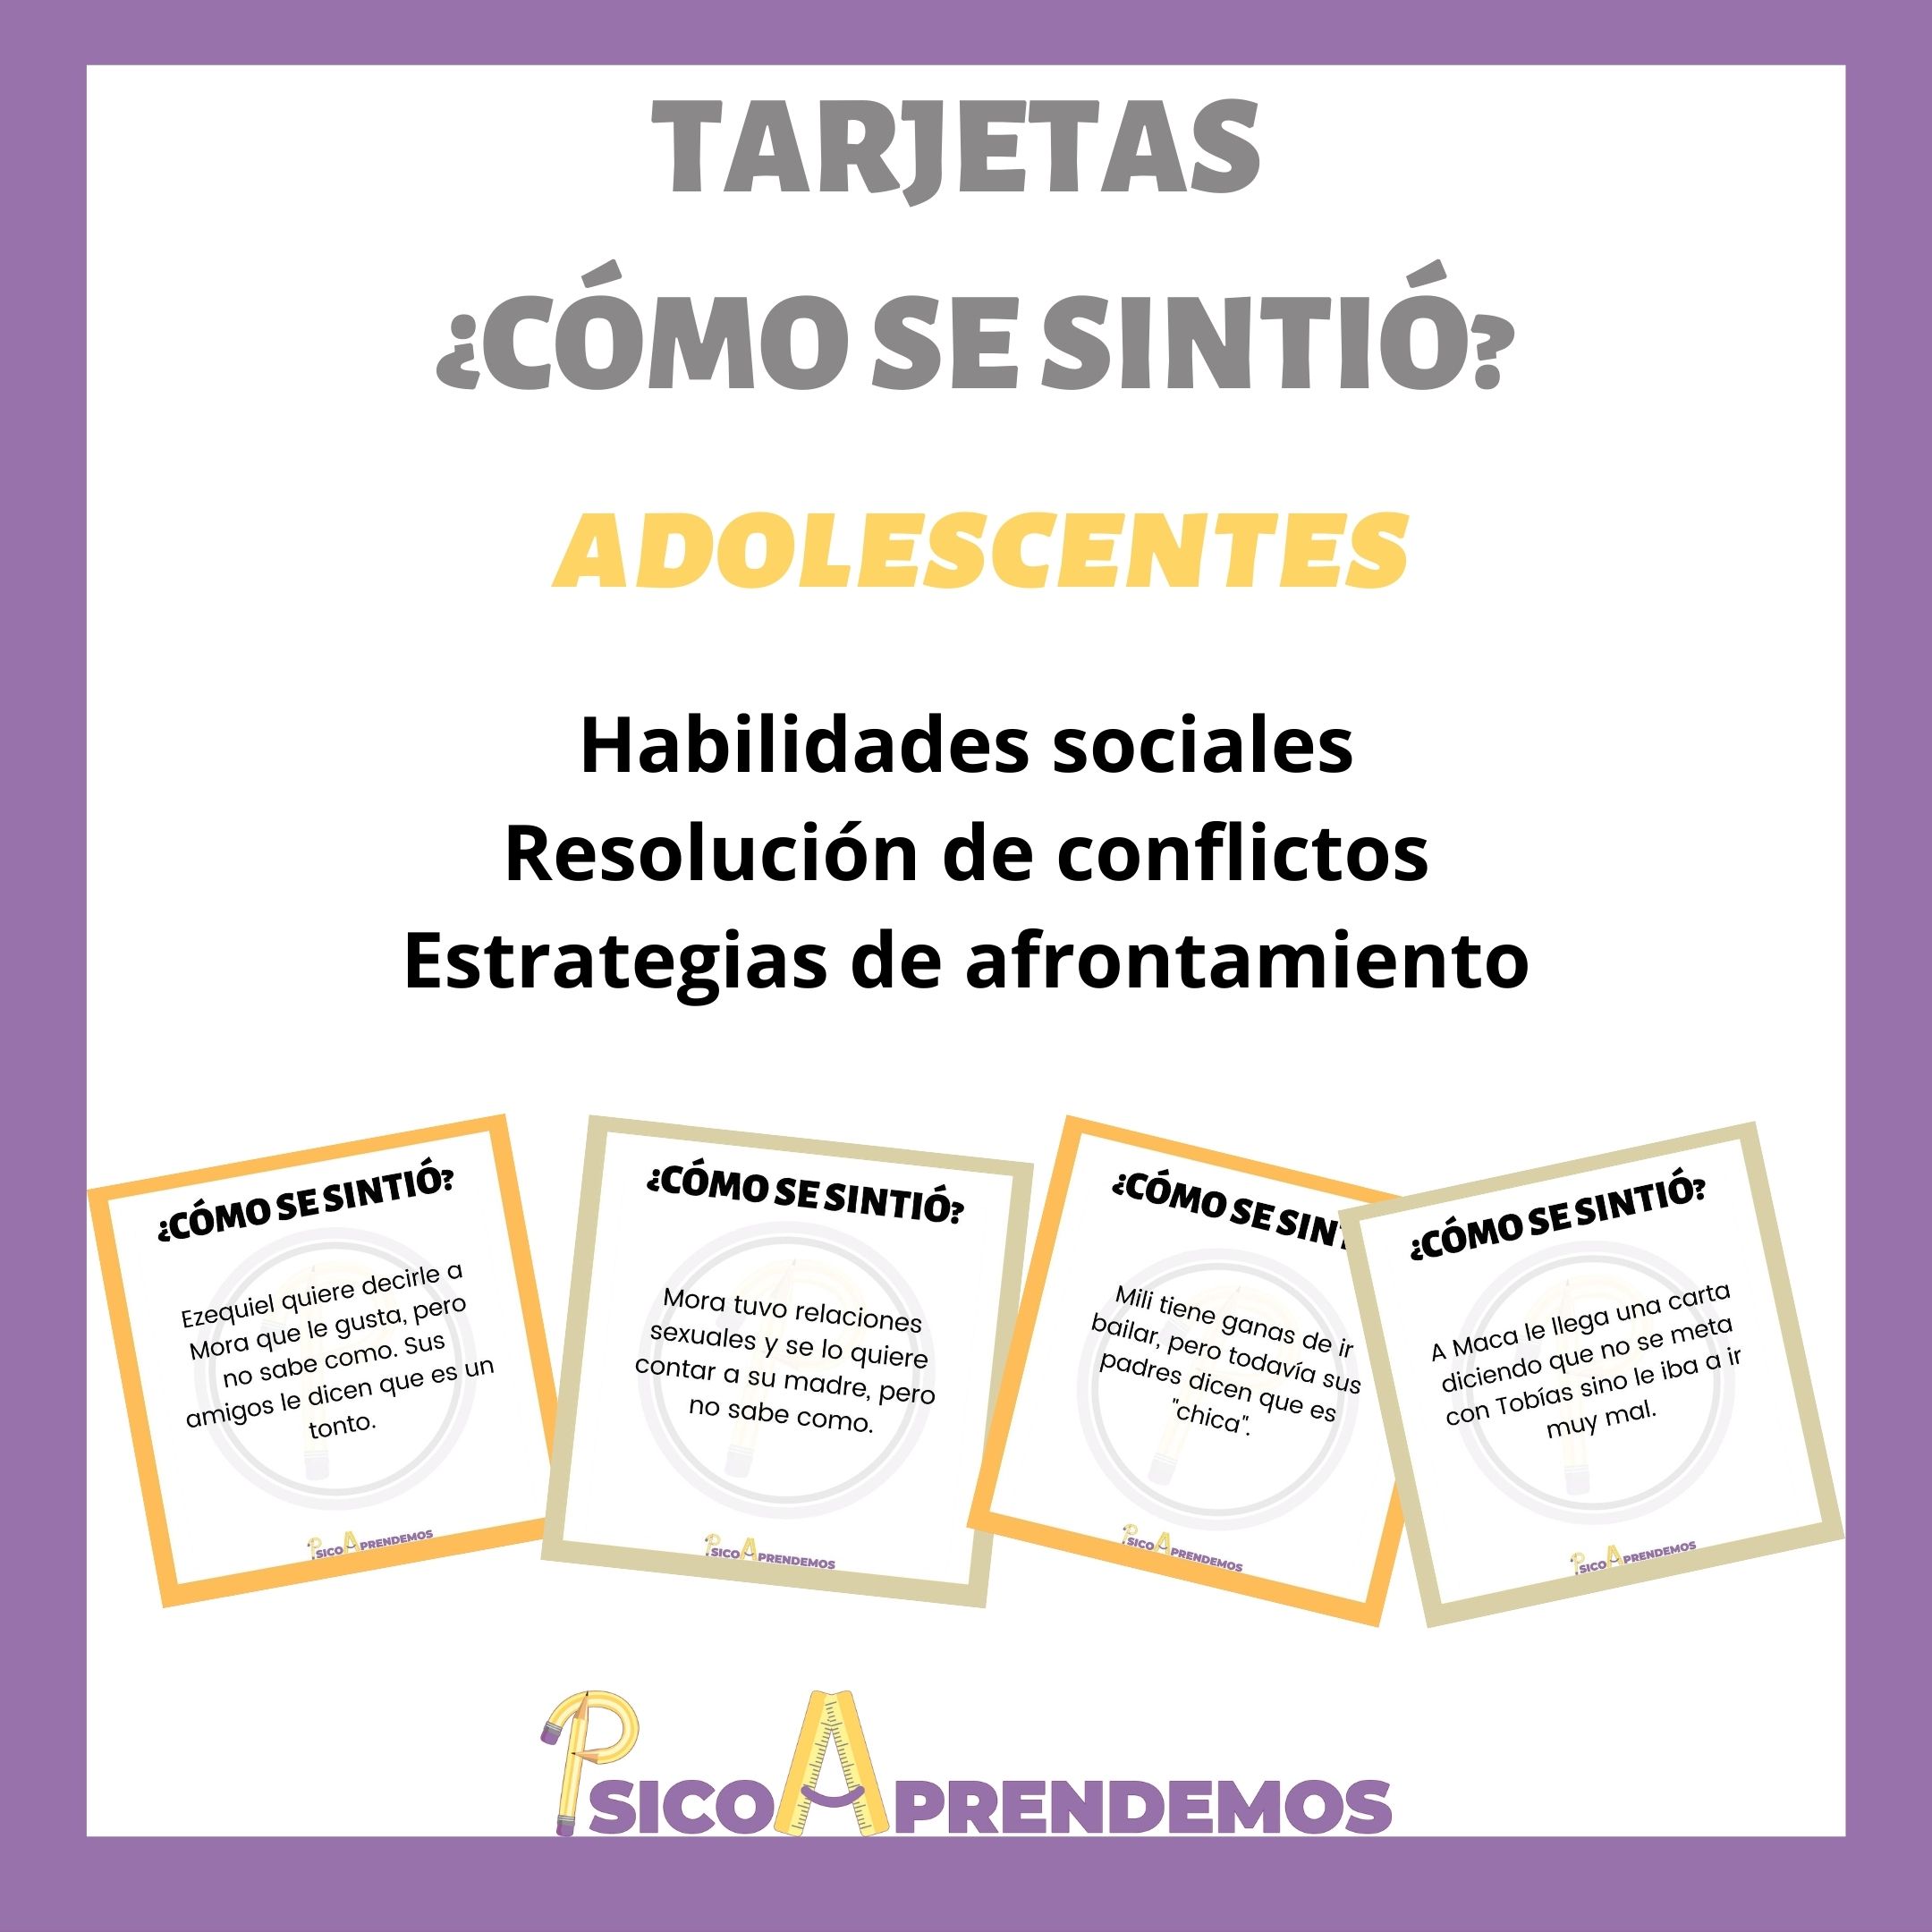 TARJETAS
¿CÓMO SE SINTIÓ?
ADOLESCENTES
Habilidades sociales
Resolución de conflictos
Estrategias de afrontamiento
¿CÓMO SE SINTIÓ?
Ezequiel quiere decirle a
Mora que le gusta, pero
no sabe como. Sus
amigos le dicen que es un
tonto.
PSICOAPRENDEMOS
¿CÓMO SE SINTIÓ?
Mora tuvo relaciones
sexuales y se lo quiere
contar a su madre, pero
no sabe como.
PSICOAPRENDEMOS
¿CÓMO SE SIN
Mili tiene ganas de ir
bailar, pero todavía sus
padres dicen que es
"chica".
PSICOAPRENDEMOS
¿CÓMO SE SINTIÓ?
A Maca le llega una carta
diciendo que no se meta
con Tobías sino le iba a ir
muy mal.
PSICOAPRENDEMOS
PSICOAPRENDEMOS